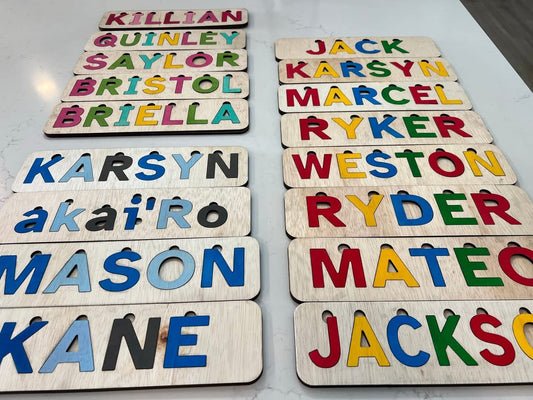 KILLIAN
QUINLEY
SAYLOR
BRISTOL
BRIELLA
KARSYN
akai'Ro
MASON
KANE
JACK
KARSYN
MARCEL
RYKER
WESTON
RYDER
MATEO
JACKSO